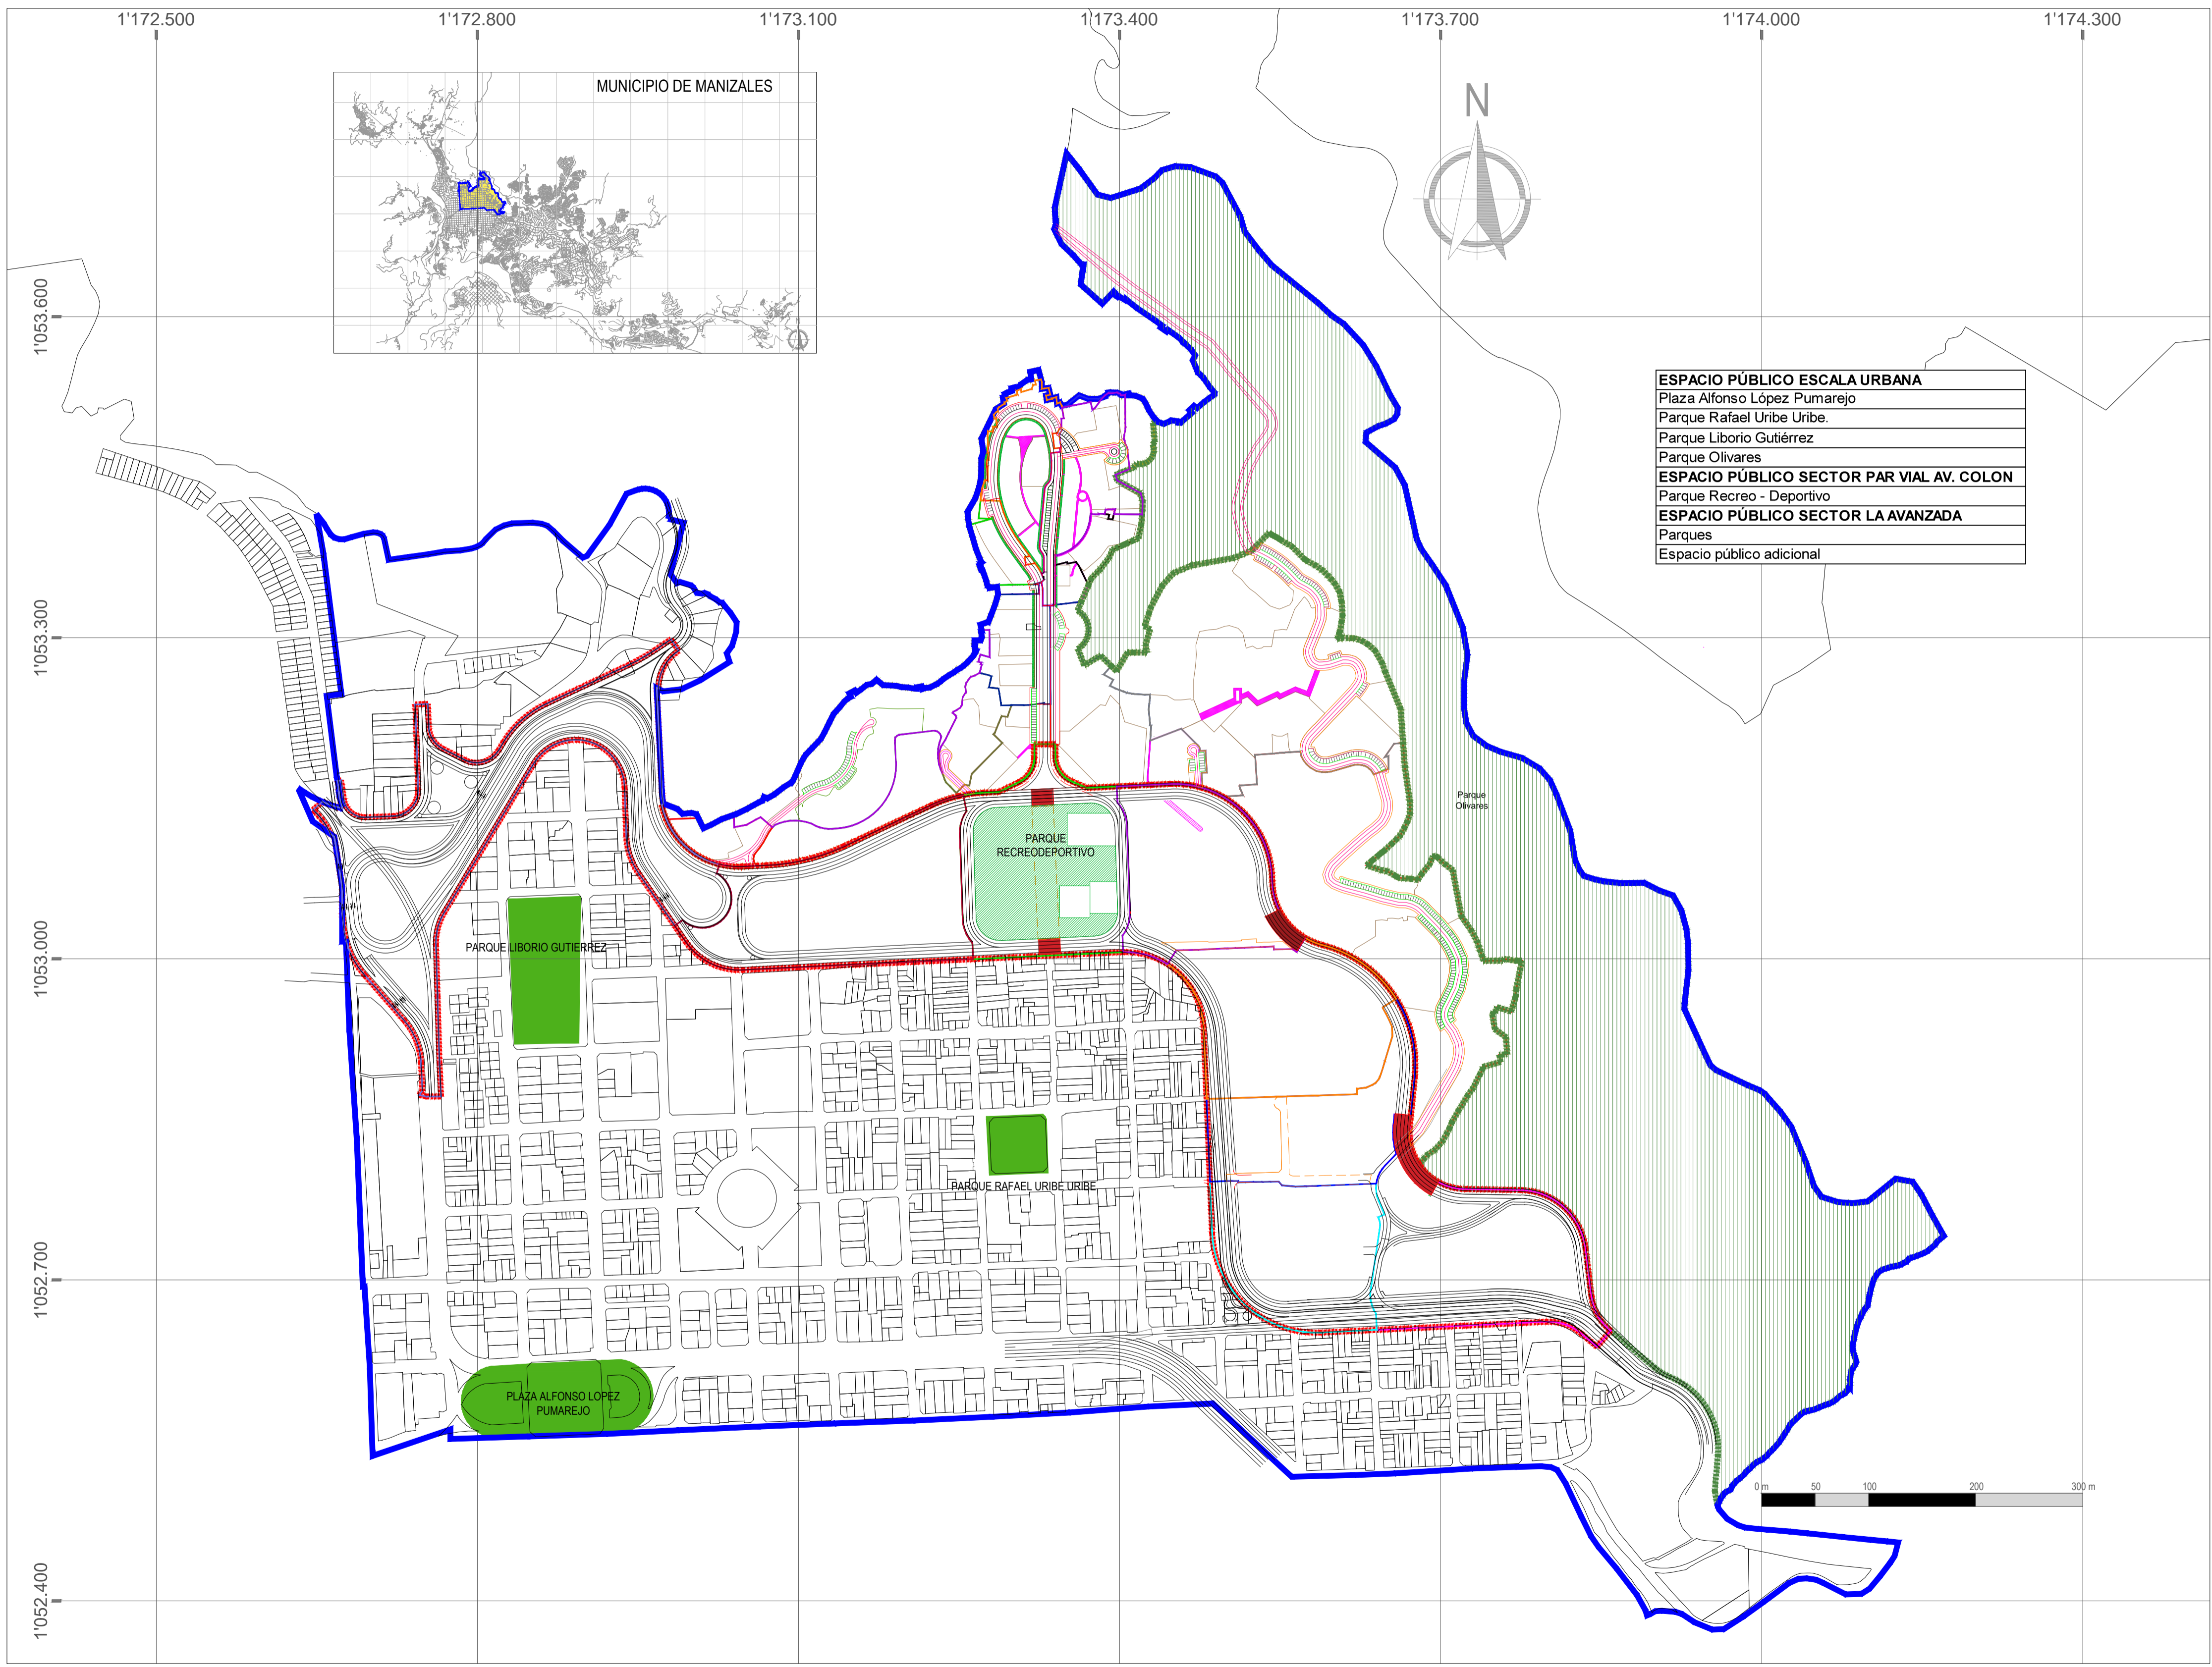 1'172.500
1'172.800
1'173.100
1'173.400
1'173.700
1'174.000
1'174.300
MUNICIPIO DE MANIZALES
N
1'053.600
ESPACIO PÚBLICO ESCALA URBANA
Plaza Alfonso López Pumarejo
Parque Rafael Uribe Uribe.
Parque Liborio Gutiérrez
Parque Olivares
ESPACIO PÚBLICO SECTOR PAR VIAL AV. COLON
Parque Recreo - Deportivo
ESPACIO PÚBLICO SECTOR LA AVANZADA
Parques
Espacio público adicional
1'053.300
Parque
Olivares
PARQUE
RECREODEPORTIVO
PARQUE LIBORIO GUTIERREZ
1'053.000
PARQUE RAFAEL URIBE URIBE
1'052.700
PLAZA ALFONSO LOPEZ
PUMAREJO
0 m 50 100 200 300 m
1'052.400